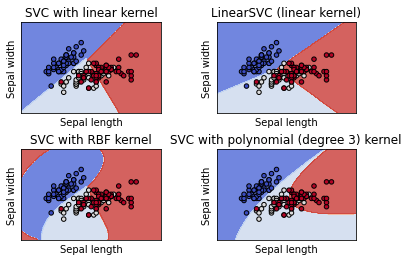 SVC with linear kernel
LinearSVC (linear kernel)
Sepal width
Sepal length
Sepal width
Sepal length
SVC with RBF kernel
SVC with polynomial (degree 3) kernel
Sepal width
Sepal length
Sepal width
Sepal length